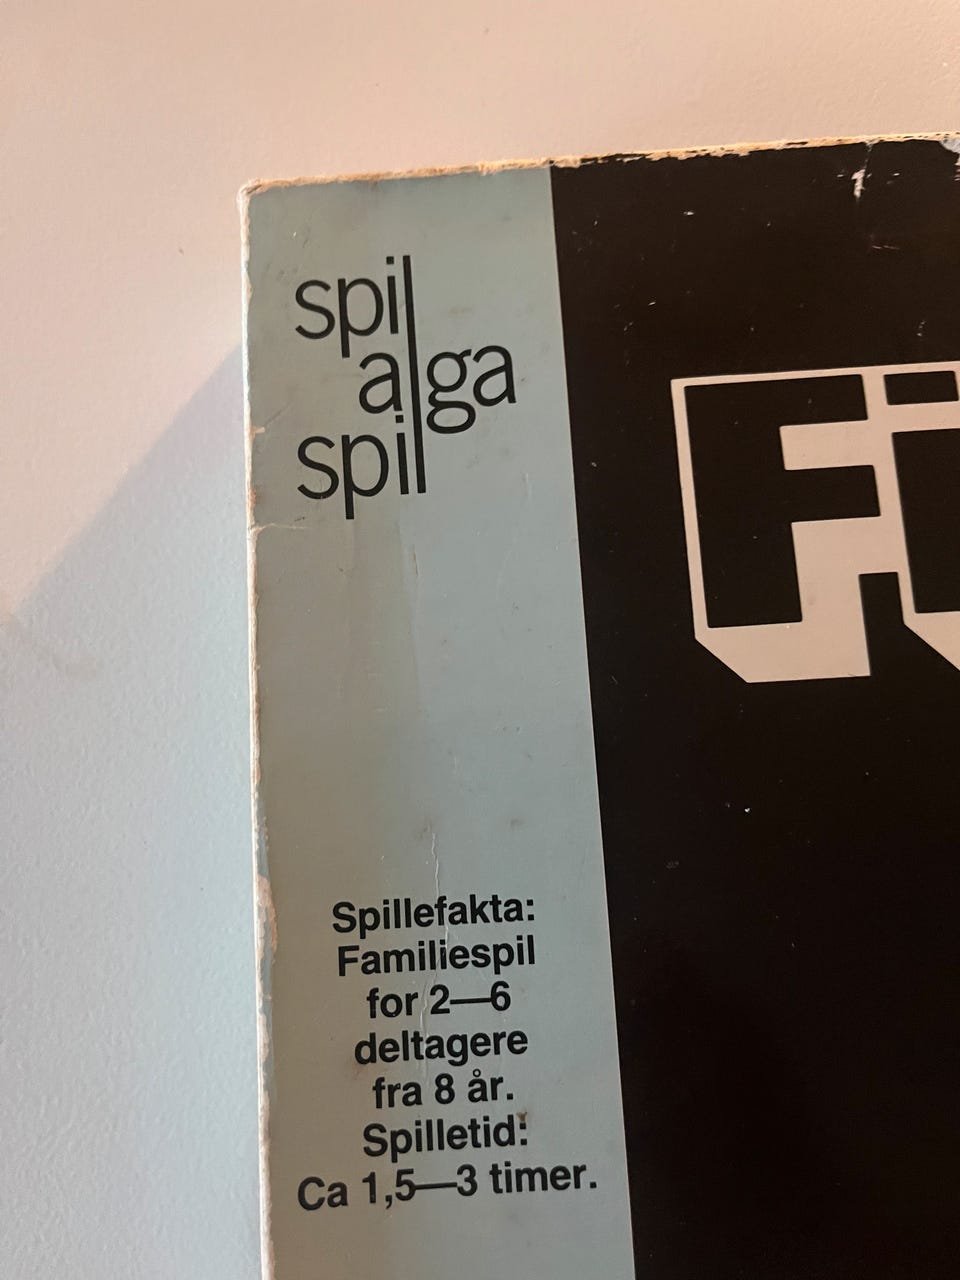 spil
alga
spil
Spillefakta:
Familiespil
for 2—6
deltagere
fra 8 år.
Spilletid:
Ca 1,5—3 timer.